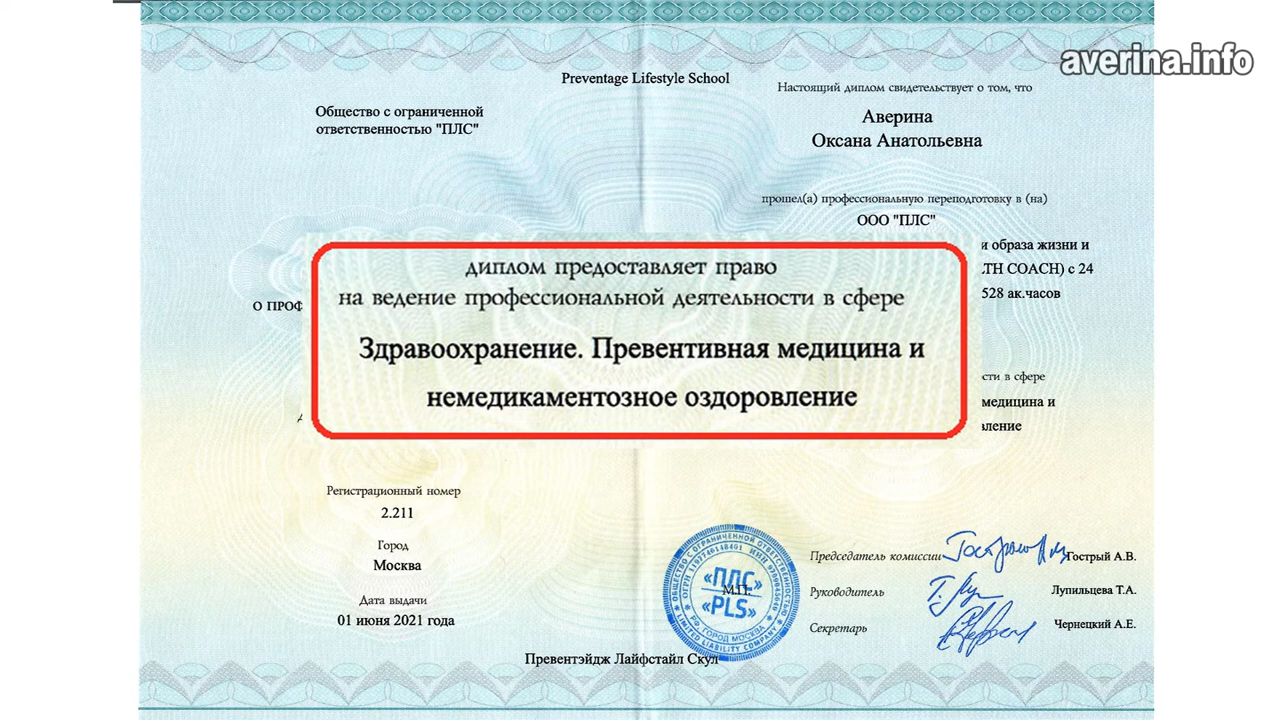 averina.info
Preventage Lifestyle School
Общество с ограниченной
ответственностью "ПЛС"
О ПРОФ
Регистрационный номер
2.211
Город
Москва
Дата выдачи
01 июня 2021 года
Настоящий диплом свидетельствует о том, что
Аверина
Оксана Анатольевна
прошел(а) профессиональную переподготовку в (на)
ООО "ПЛС"
и образа жизни и
ЛТН COACH) с 24
528 ак.часов
диплом предоставляет право
на ведение профессиональной деятельности в сфере
Здравоохранение. Превентивная медицина и
немедикаментозное оздоровление
сти в сфере
медицина и
вление
«ПЛС»
М.П.
«PLS»
Председатель комиссии
Гострый А.В.
Руководитель
Лупильцева Т.А.
Секретарь
Чернецкий А.Е.
Превентэйдж Лайфстайл Скул